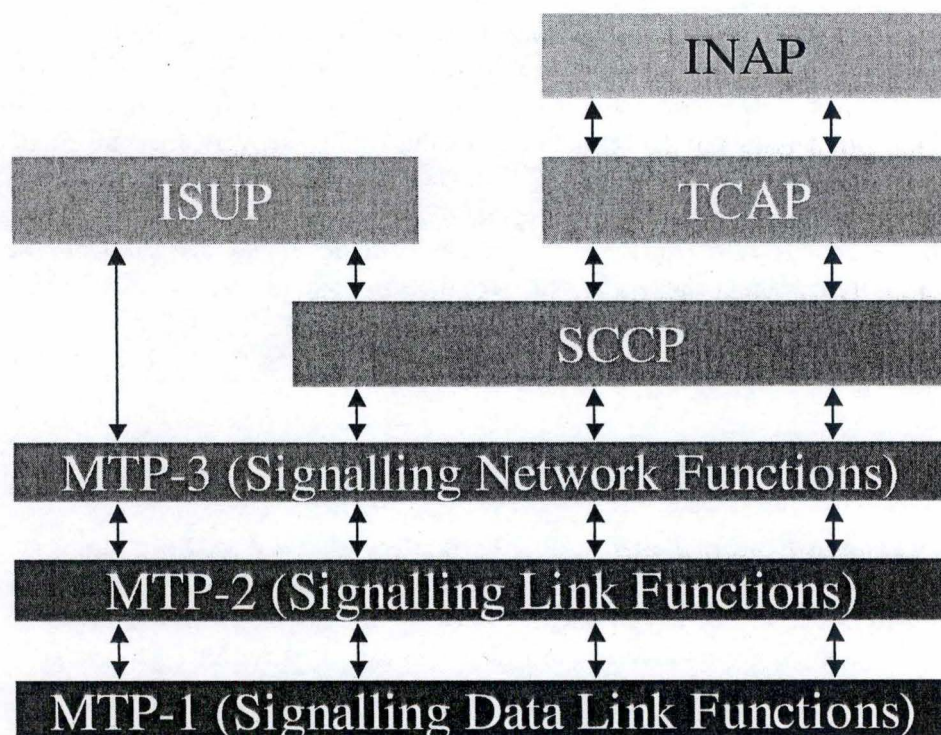 INAP
ISUP
TCAP
SCCP
MTP-3 (Signalling Network Functions)
MTP-2 (Signalling Link Functions)
MTP-1 (Signalling Data Link Functions)